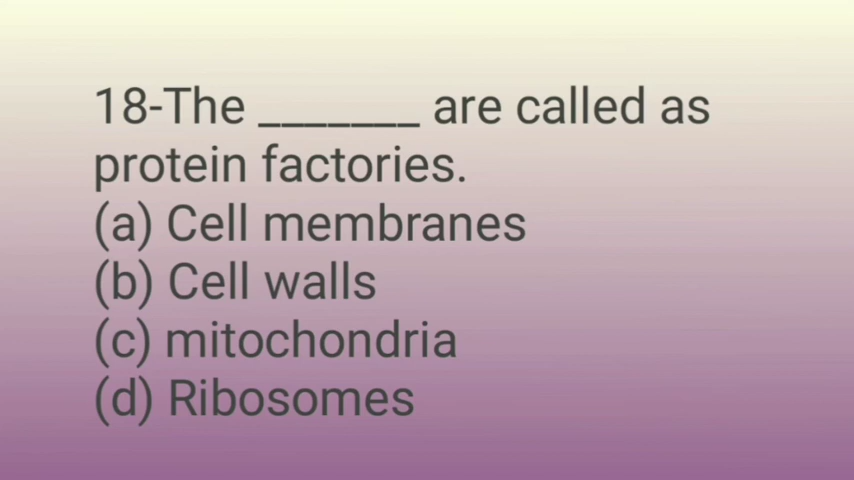 18-The _______ are called as
protein factories.
(a) Cell membranes
(b) Cell walls
(c) mitochondria
(d) Ribosomes